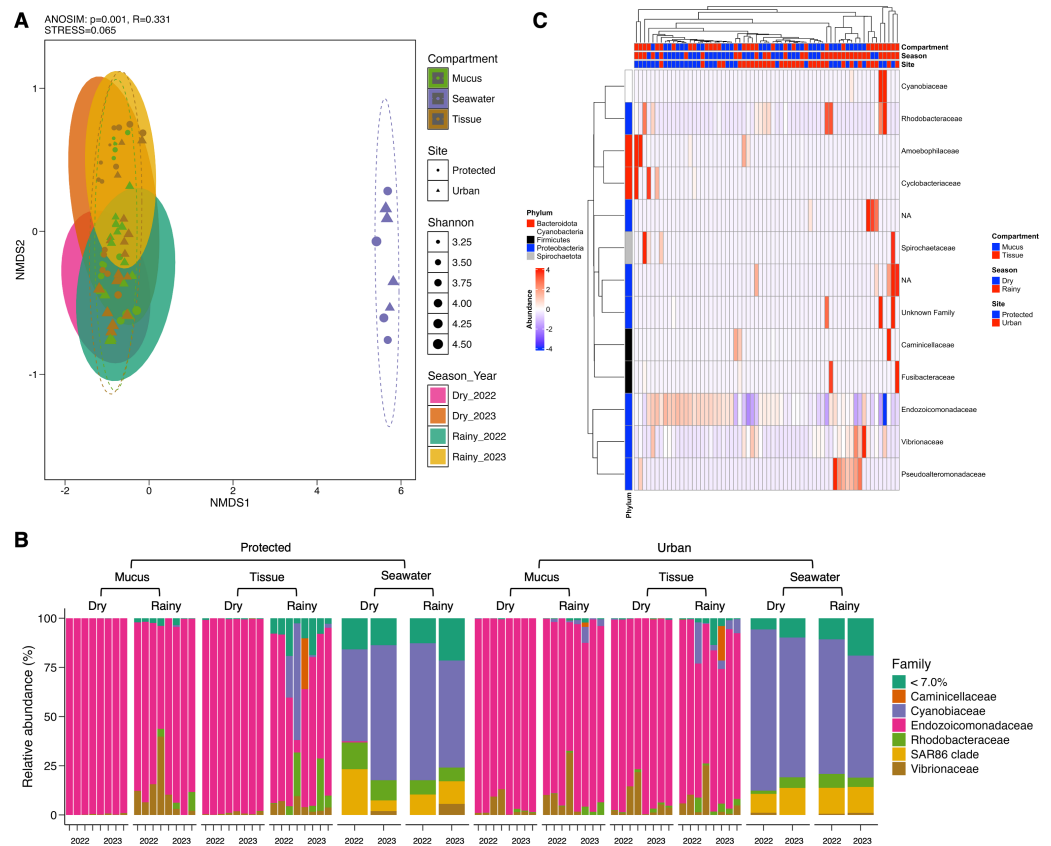 A
ANOSIM: p=0.001, R=0.331
STRESS=0.065
1
0
-1
NMDS2
-2
0
2
4
6
NMDS1
Compartment
Mucus
Seawater
Tissue
Site
Protected
Urban
Shannon
3.25
3.50
3.75
4.00
4.25
4.50
Season_Year
Dry_2022
Dry_2023
Rainy_2022
Rainy_2023
C
Compartment
Season
Site
Cyanobiaceae
Rhodobacteraceae
Amoebophilaceae
Cyclobacteriaceae
NA
Spirochaetaceae
NA
Unknown Family
Caminicellaceae
Fusibacteraceae
Endozoicomonadaceae
Vibrionaceae
Pseudoalteromonadaceae
Phylum
Phylum
Bacteroidota
Cyanobacteria
Firmicutes
Proteobacteria
Spirochaetota
Abundance
4
2
0
-2
-4
Compartment
Mucus
Tissue
Season
Dry
Rainy
Site
Protected
Urban
B
Protected Urban
Mucus Tissue Seawater Mucus Tissue Seawater
Dry Rainy Dry Rainy Dry Rainy Dry Rainy Dry Rainy Dry Rainy
100
75
50
25
0
Relative abundance (%)
2022 2023 2022 2023 2022 2023 2022 2023 2022 2023 2022 2023 2022 2023 2022 2023 2022 2023 2022 2023 2022 2023 2022 2023
Family
< 7.0%
Caminicellaceae
Cyanobiaceae
Endozoicomonadaceae
Rhodobacteraceae
SAR86 clade
Vibrionaceae